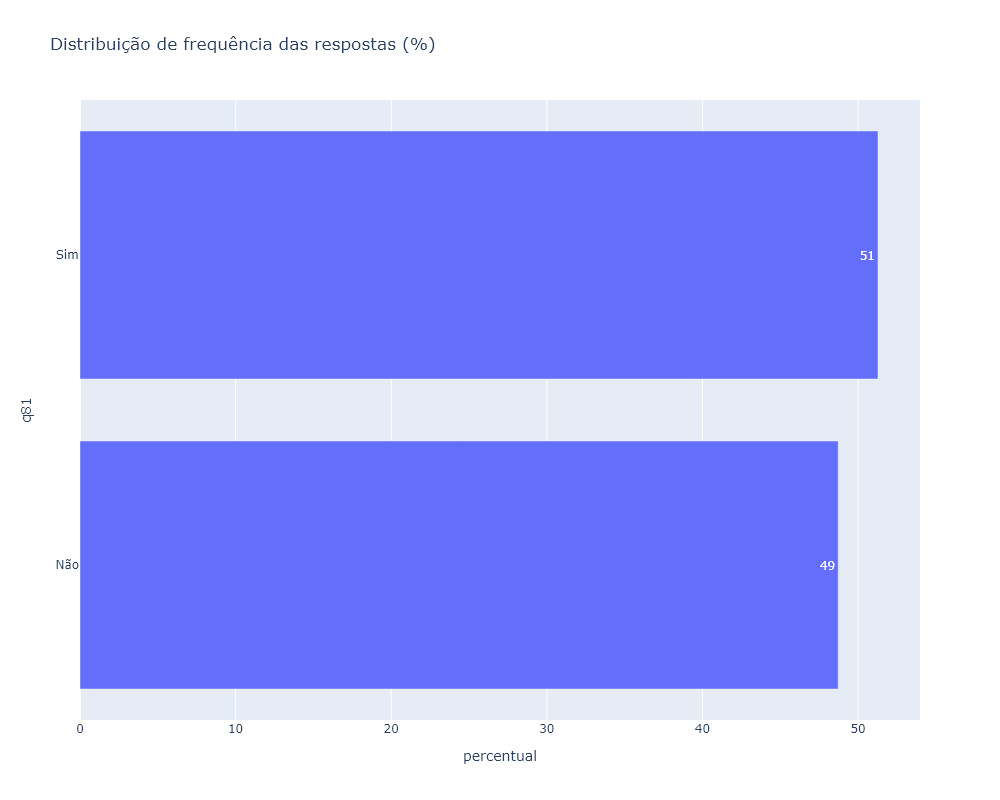 Distribuição de frequência das respostas (%)
Sim
51
q81
Não
49
0 10 20 30 40 50
percentual